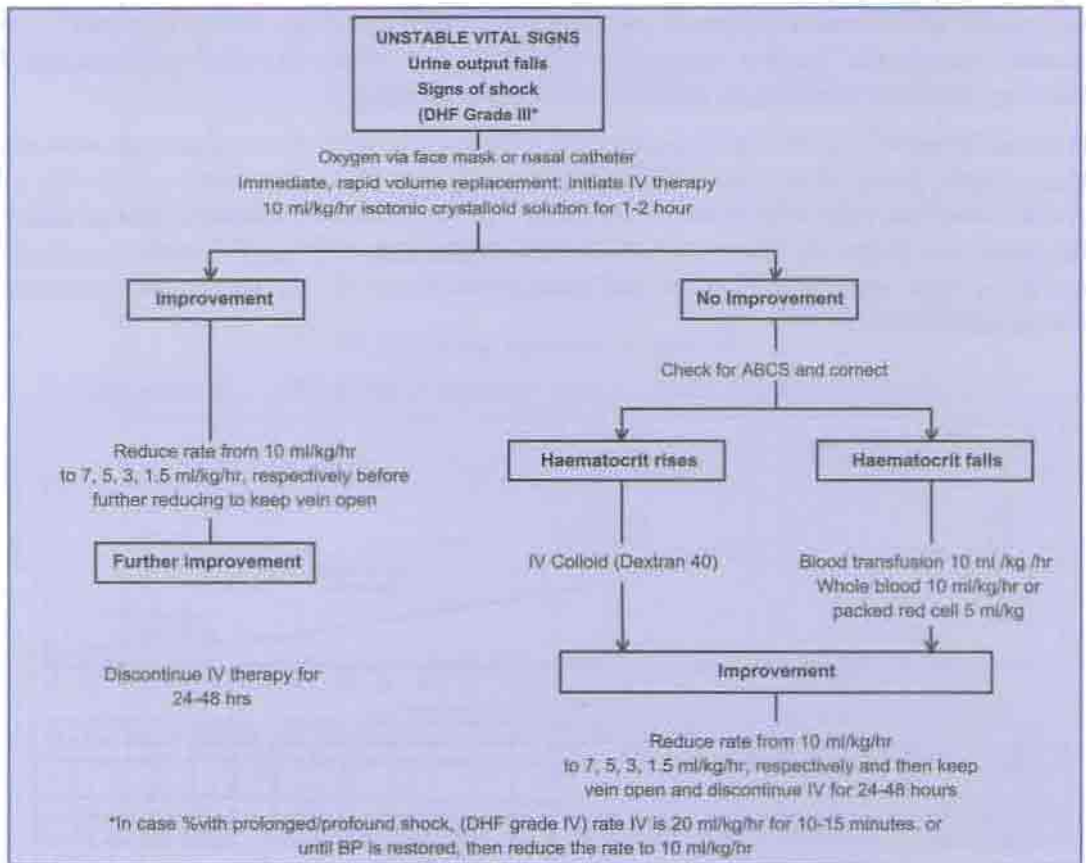 UNSTABLE VITAL SIGNS
Urine output falls
Signs of shock
(DHF Grade III*
Oxygen via face mask or nasal catheter
Immediate, rapid volume replacement: initiate IV therapy
10 ml/kg/hr isotonic crystalloid solution for 1-2 hour
Improvement
No Improvement
Check for ABCS and correct
Reduce rate from 10 ml/kg/hr
to 7, 5, 3, 1.5 ml/kg/hr, respectively before
further reducing to keep vein open
Haematocrit rises
Haematocrit falls
Further improvement
IV Colloid (Dextran 40)
Blood transfusion 10 ml /kg /hr
Whole blood 10 ml/kg/hr or
packed red cell 5 ml/kg
Discontinue IV therapy for
24-48 hrs
Improvement
Reduce rate from 10 ml/kg/hr
to 7, 5, 3, 1.5 ml/kg/hr, respectively and then keep
vein open and discontinue IV for 24-48 hours
*In case %vith prolonged/profound shock, (DHF grade IV) rate IV is 20 ml/kg/hr for 10-15 minutes. or
until BP is restored, then reduce the rate to 10 ml/kg/hr